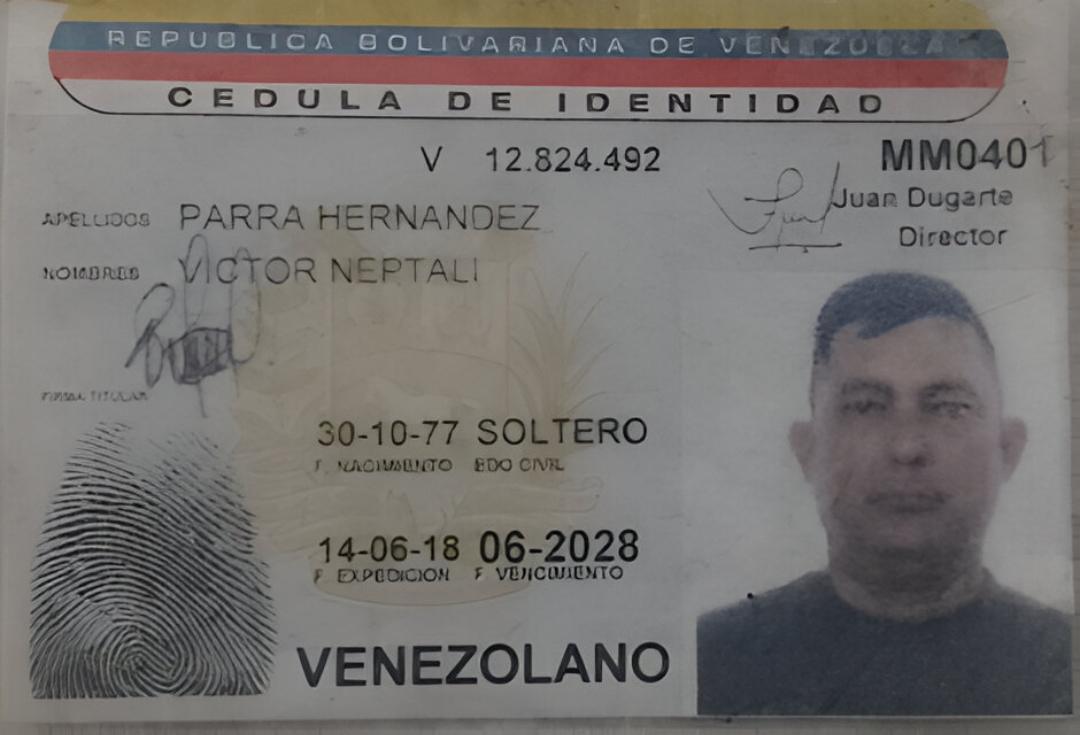 REPUBLICA BOLIVARIANA DE VENEZUELA
CEDULA DE IDENTIDAD
V 12.824.492
MM0401
Juan Dugarte
Director
APELLIDOS PARRA HERNANDEZ
NOMBRES VICTOR NEPTALI
FIRMA TITULAR
30-10-77 SOLTERO
F. NACIMIENTO EDO CIVIL
14-06-18 06-2028
F. EXPEDICION F. VENCIMIENTO
VENEZOLANO